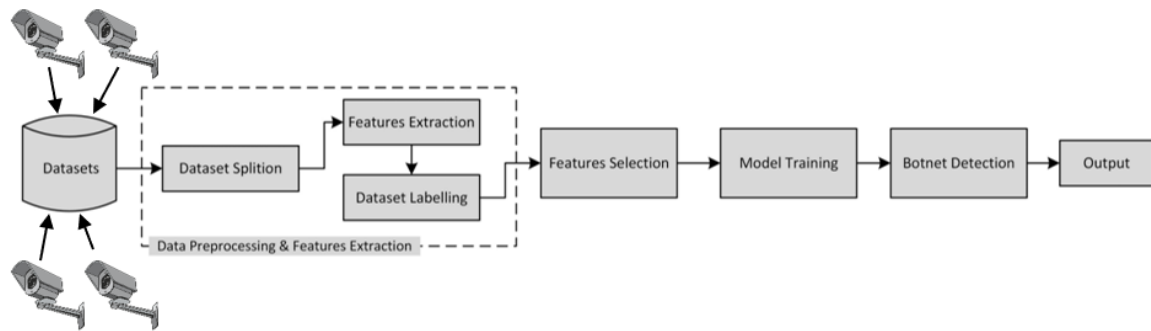 Datasets
Dataset Splition
Features Extraction
Dataset Labelling
Data Preprocessing & Features Extraction
Features Selection
Model Training
Botnet Detection
Output